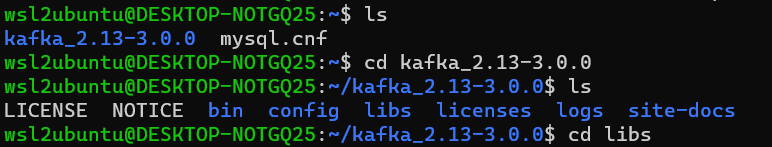 wsl2ubuntu@DESKTOP-NOTGQ25:~$ ls
kafka_2.13-3.0.0  mysql.cnf
wsl2ubuntu@DESKTOP-NOTGQ25:~$ cd kafka_2.13-3.0.0
wsl2ubuntu@DESKTOP-NOTGQ25:~/kafka_2.13-3.0.0$ ls
LICENSE  NOTICE  bin  config  libs  licenses  logs  site-docs
wsl2ubuntu@DESKTOP-NOTGQ25:~/kafka_2.13-3.0.0$ cd libs